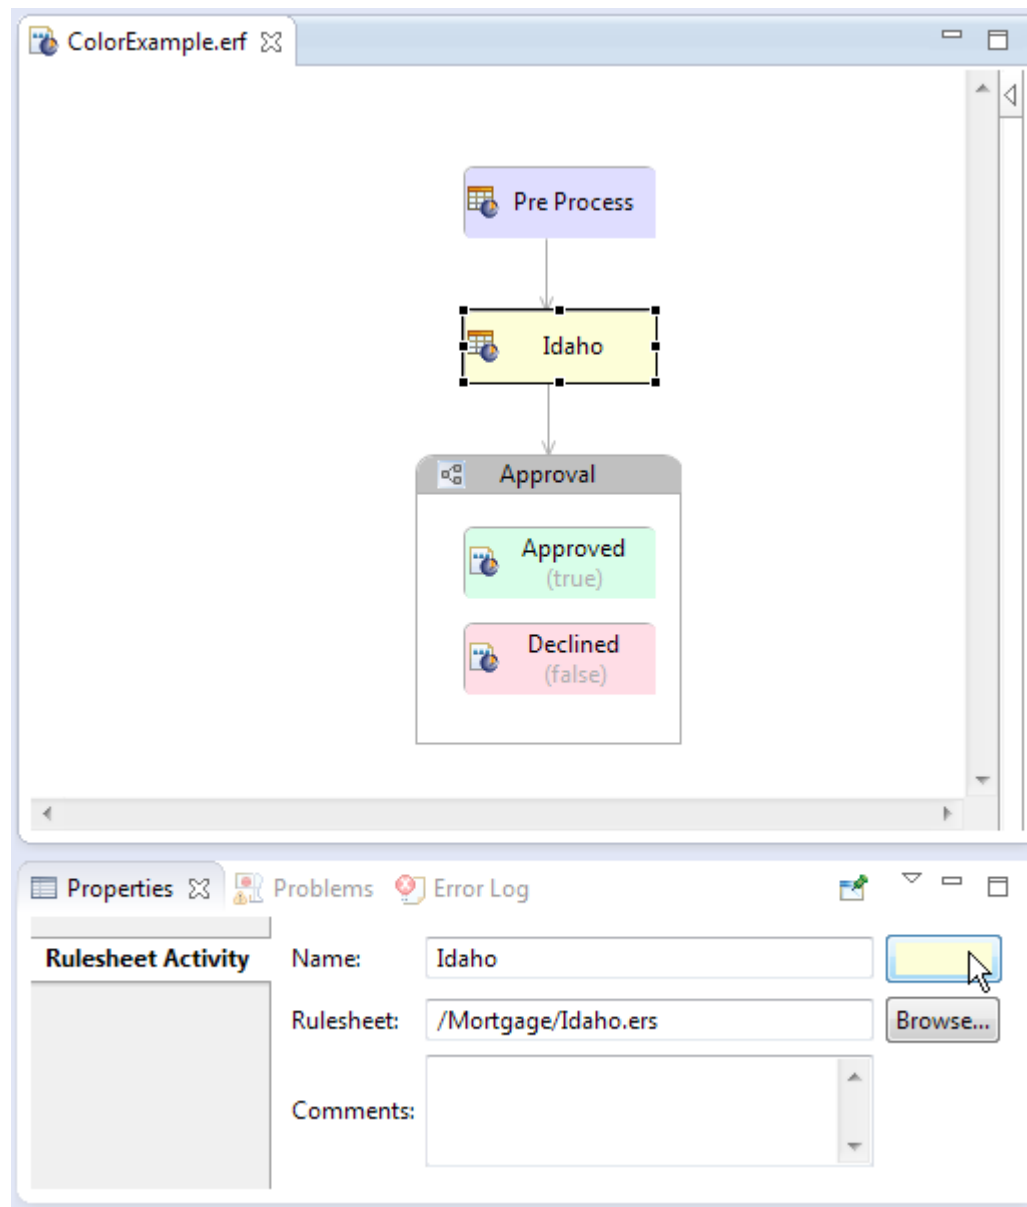 ColorExample.erf
Pre Process
Idaho
Approval
Approved
(true)
Declined
(false)
Properties Problems Error Log
Rulesheet Activity
Name: Idaho
Rulesheet: /Mortgage/Idaho.ers Browse...
Comments: